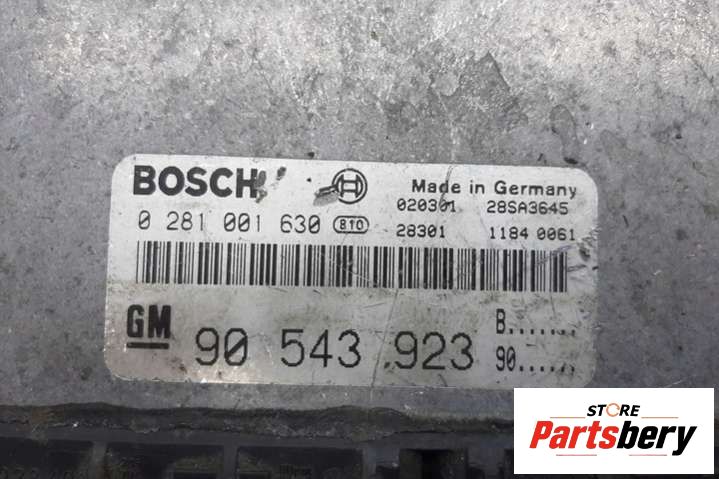 BOSCH Made in Germany
0 281 001 630 810 020301 28SA3645
28301 1184 0061
GM 90 543 923 B.......
90......
STORE
Partsbery